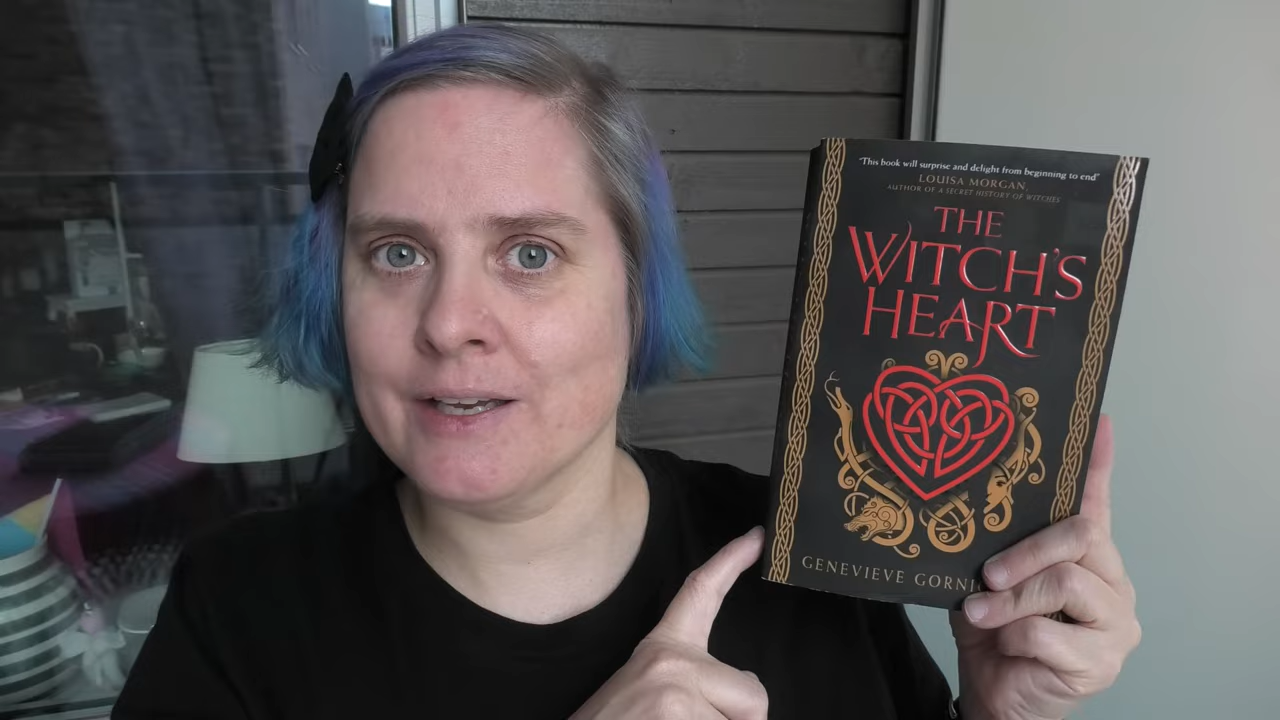 "This book will surprise and delight from beginning to end"
LOUISA MORGAN,
AUTHOR OF A SECRET HISTORY OF WITCHES
THE
WITCH'S
HEART
GENEVIEVE